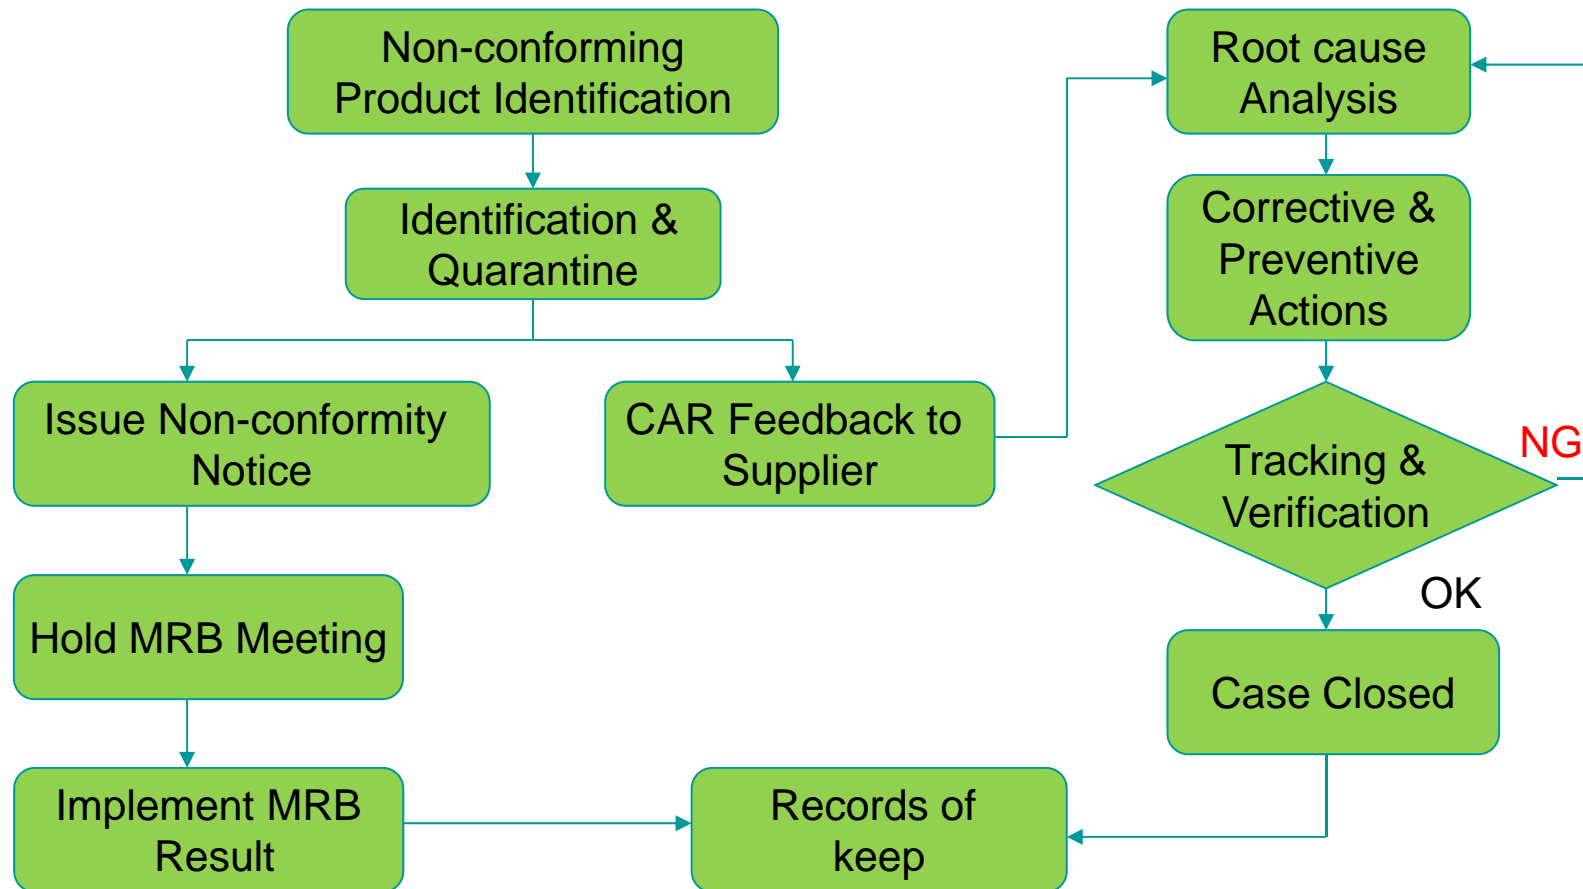 Non-conforming
Product Identification
Identification &
Quarantine
Issue Non-conformity
Notice
CAR Feedback to
Supplier
Hold MRB Meeting
Implement MRB
Result
Records of
keep
Root cause
Analysis
Corrective &
Preventive
Actions
Tracking &
Verification
NG
OK
Case Closed